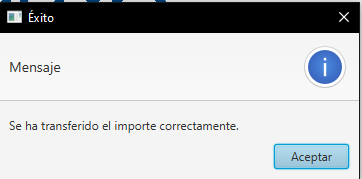 Éxito
Mensaje
Se ha transferido el importe correctamente.
Aceptar